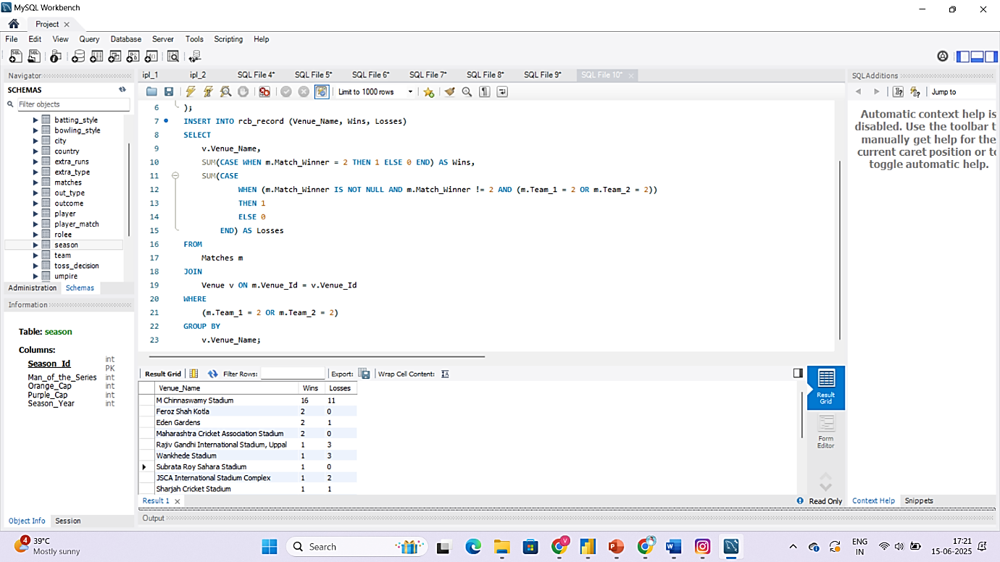 MySQL Workbench
Project
File Edit View Query Database Server Tools Scripting Help
Navigator
SCHEMAS
Filter objects
batting_style
bowling_style
city
country
extra_runs
extra_type
matches
out_type
outcome
player
player_match
rolee
season
team
toss_decision
umpire
Administration Schemas
Information
Table: season
Columns:
Season_Id int PK
Man_of_the_Series int
Orange_Cap int
Purple_Cap int
Season_Year int
Object Info Session
ipl_1 ipl_2 SQL File 4* SQL File 5* SQL File 6* SQL File 7* SQL File 8* SQL File 9* SQL File 10*
Limit to 1000 rows
6 );
7 INSERT INTO rcb_record (Venue_Name, Wins, Losses)
8 SELECT
9 v.Venue_Name,
10 SUM(CASE WHEN m.Match_Winner = 2 THEN 1 ELSE 0 END) AS Wins,
11 SUM(CASE
12 WHEN (m.Match_Winner IS NOT NULL AND m.Match_Winner != 2 AND (m.Team_1 = 2 OR m.Team_2 = 2))
13 THEN 1
14 ELSE 0
15 END) AS Losses
16 FROM
17 Matches m
18 JOIN
19 Venue v ON m.Venue_Id = v.Venue_Id
20 WHERE
21 (m.Team_1 = 2 OR m.Team_2 = 2)
22 GROUP BY
23 v.Venue_Name;
Result Grid Filter Rows: Export: Wrap Cell Content:
Venue_Name Wins Losses
M Chinnaswamy Stadium 16 11
Feroz Shah Kotla 2 0
Eden Gardens 2 1
Maharashtra Cricket Association Stadium 2 0
Rajiv Gandhi International Stadium, Uppal 1 3
Wankhede Stadium 1 3
Subrata Roy Sahara Stadium 1 0
JSCA International Stadium Complex 1 2
Sharjah Cricket Stadium 1 1
Result 1
Read Only
Output
Result Grid
Form Editor
SQLAdditions
Jump to
Automatic context help is
disabled. Use the toolbar t
manually get help for the
current caret position or to
toggle automatic help.
Context Help Snippets
4
39°C
Mostly sunny
Search
ENG
IN
17:21
15-06-2025